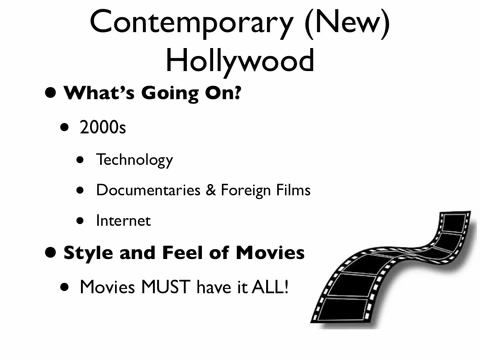 Contemporary (New)
Hollywood
• What's Going On?
• 2000s
• Technology
• Documentaries & Foreign Films
• Internet
• Style and Feel of Movies
• Movies MUST have it ALL!